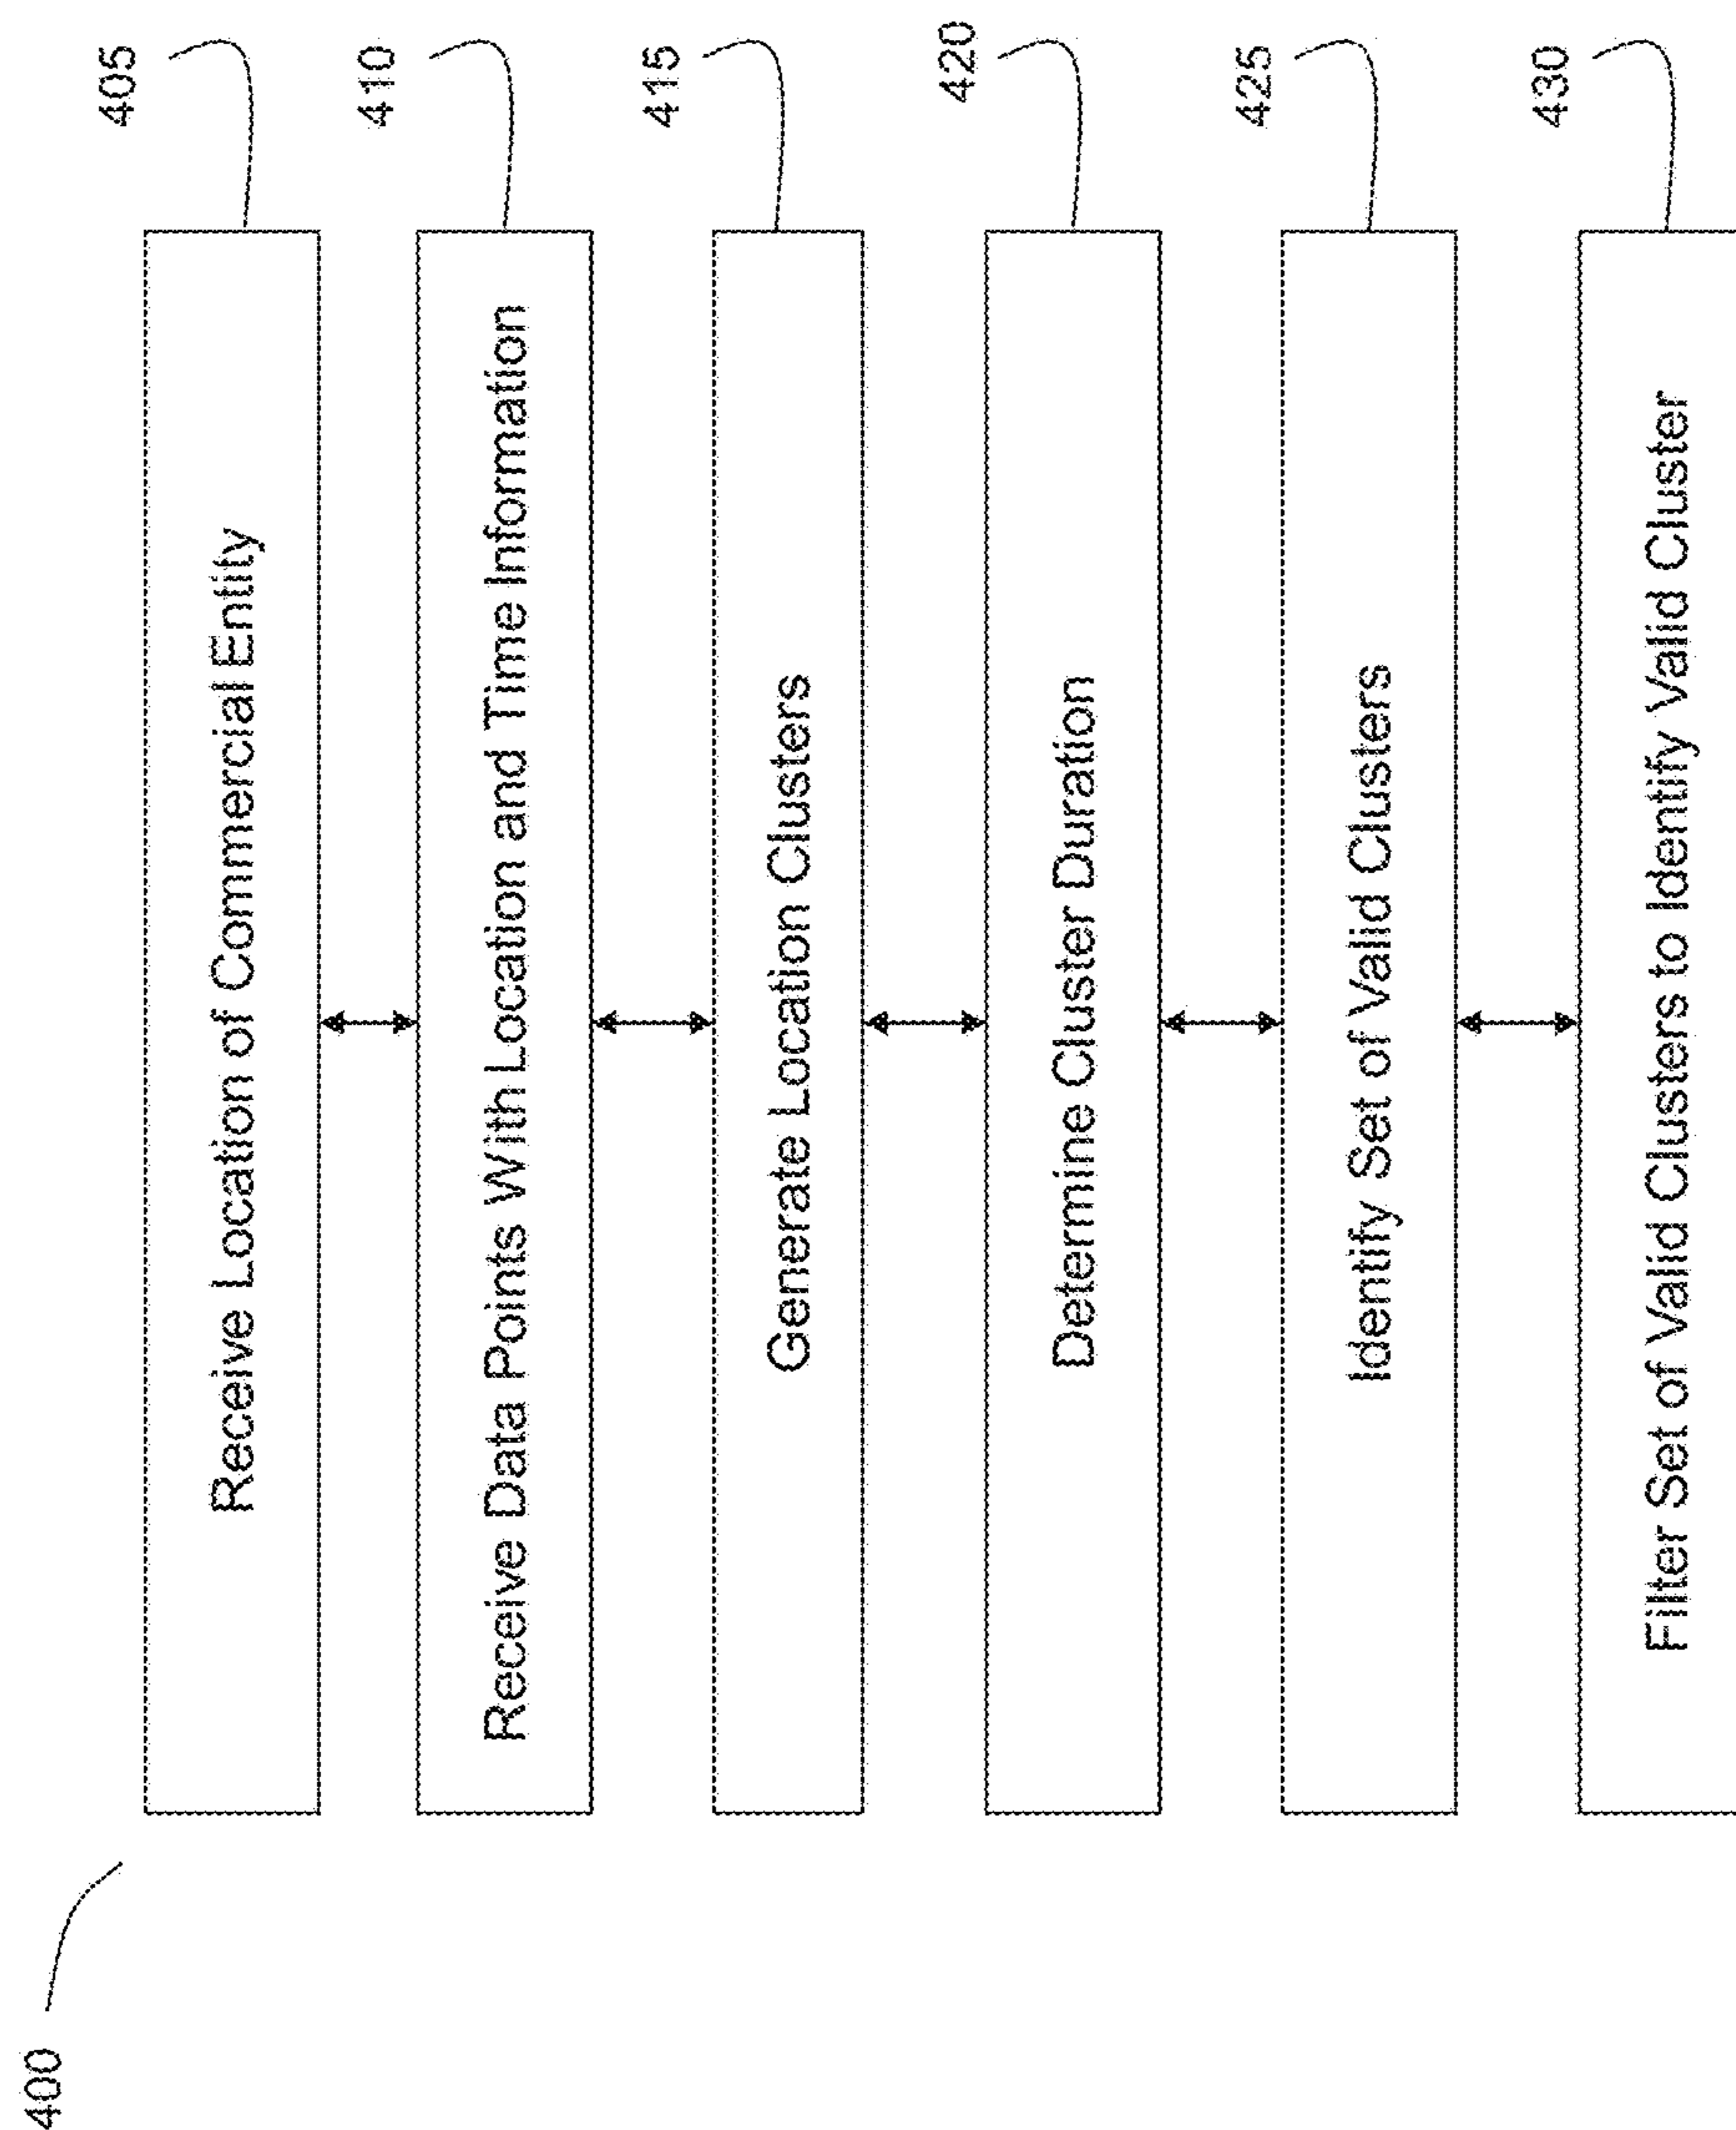 400
Receive Location of Commercial Entity
405
Receive Data Points With Location and Time Information
410
Generate Location Clusters
415
Determine Cluster Duration
420
Identify Set of Valid Clusters
425
Filter Set of Valid Clusters to Identify Valid Cluster
430